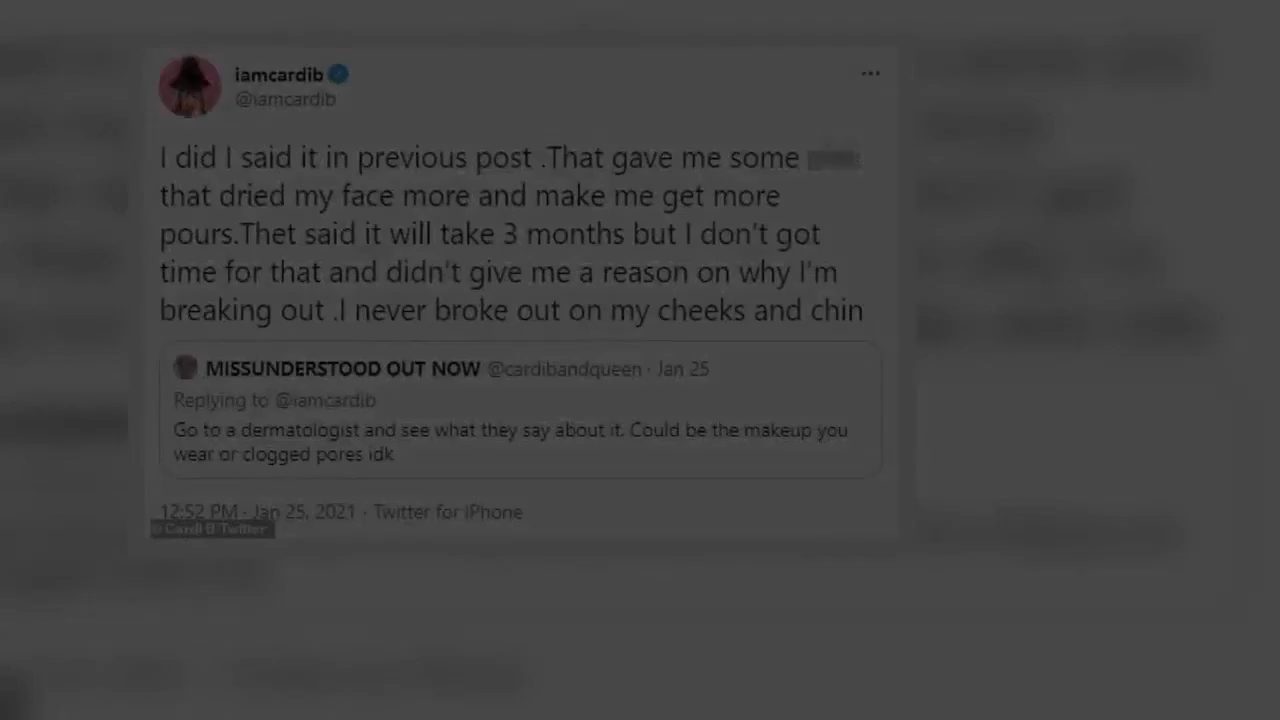 iamcardib
@iamcardib
I did I said it in previous post .That gave me some
that dried my face more and make me get more
pours.Thet said it will take 3 months but I don't got
time for that and didn't give me a reason on why I'm
breaking out .I never broke out on my cheeks and chin
MISSUNDERSTOOD OUT NOW @cardibandqueen · Jan 25
Replying to @iamcardib
Go to a dermatologist and see what they say about it. Could be the makeup you
wear or clogged pores idk
12:52 PM · Jan 25, 2021 · Twitter for iPhone
© Cardi B Twitter